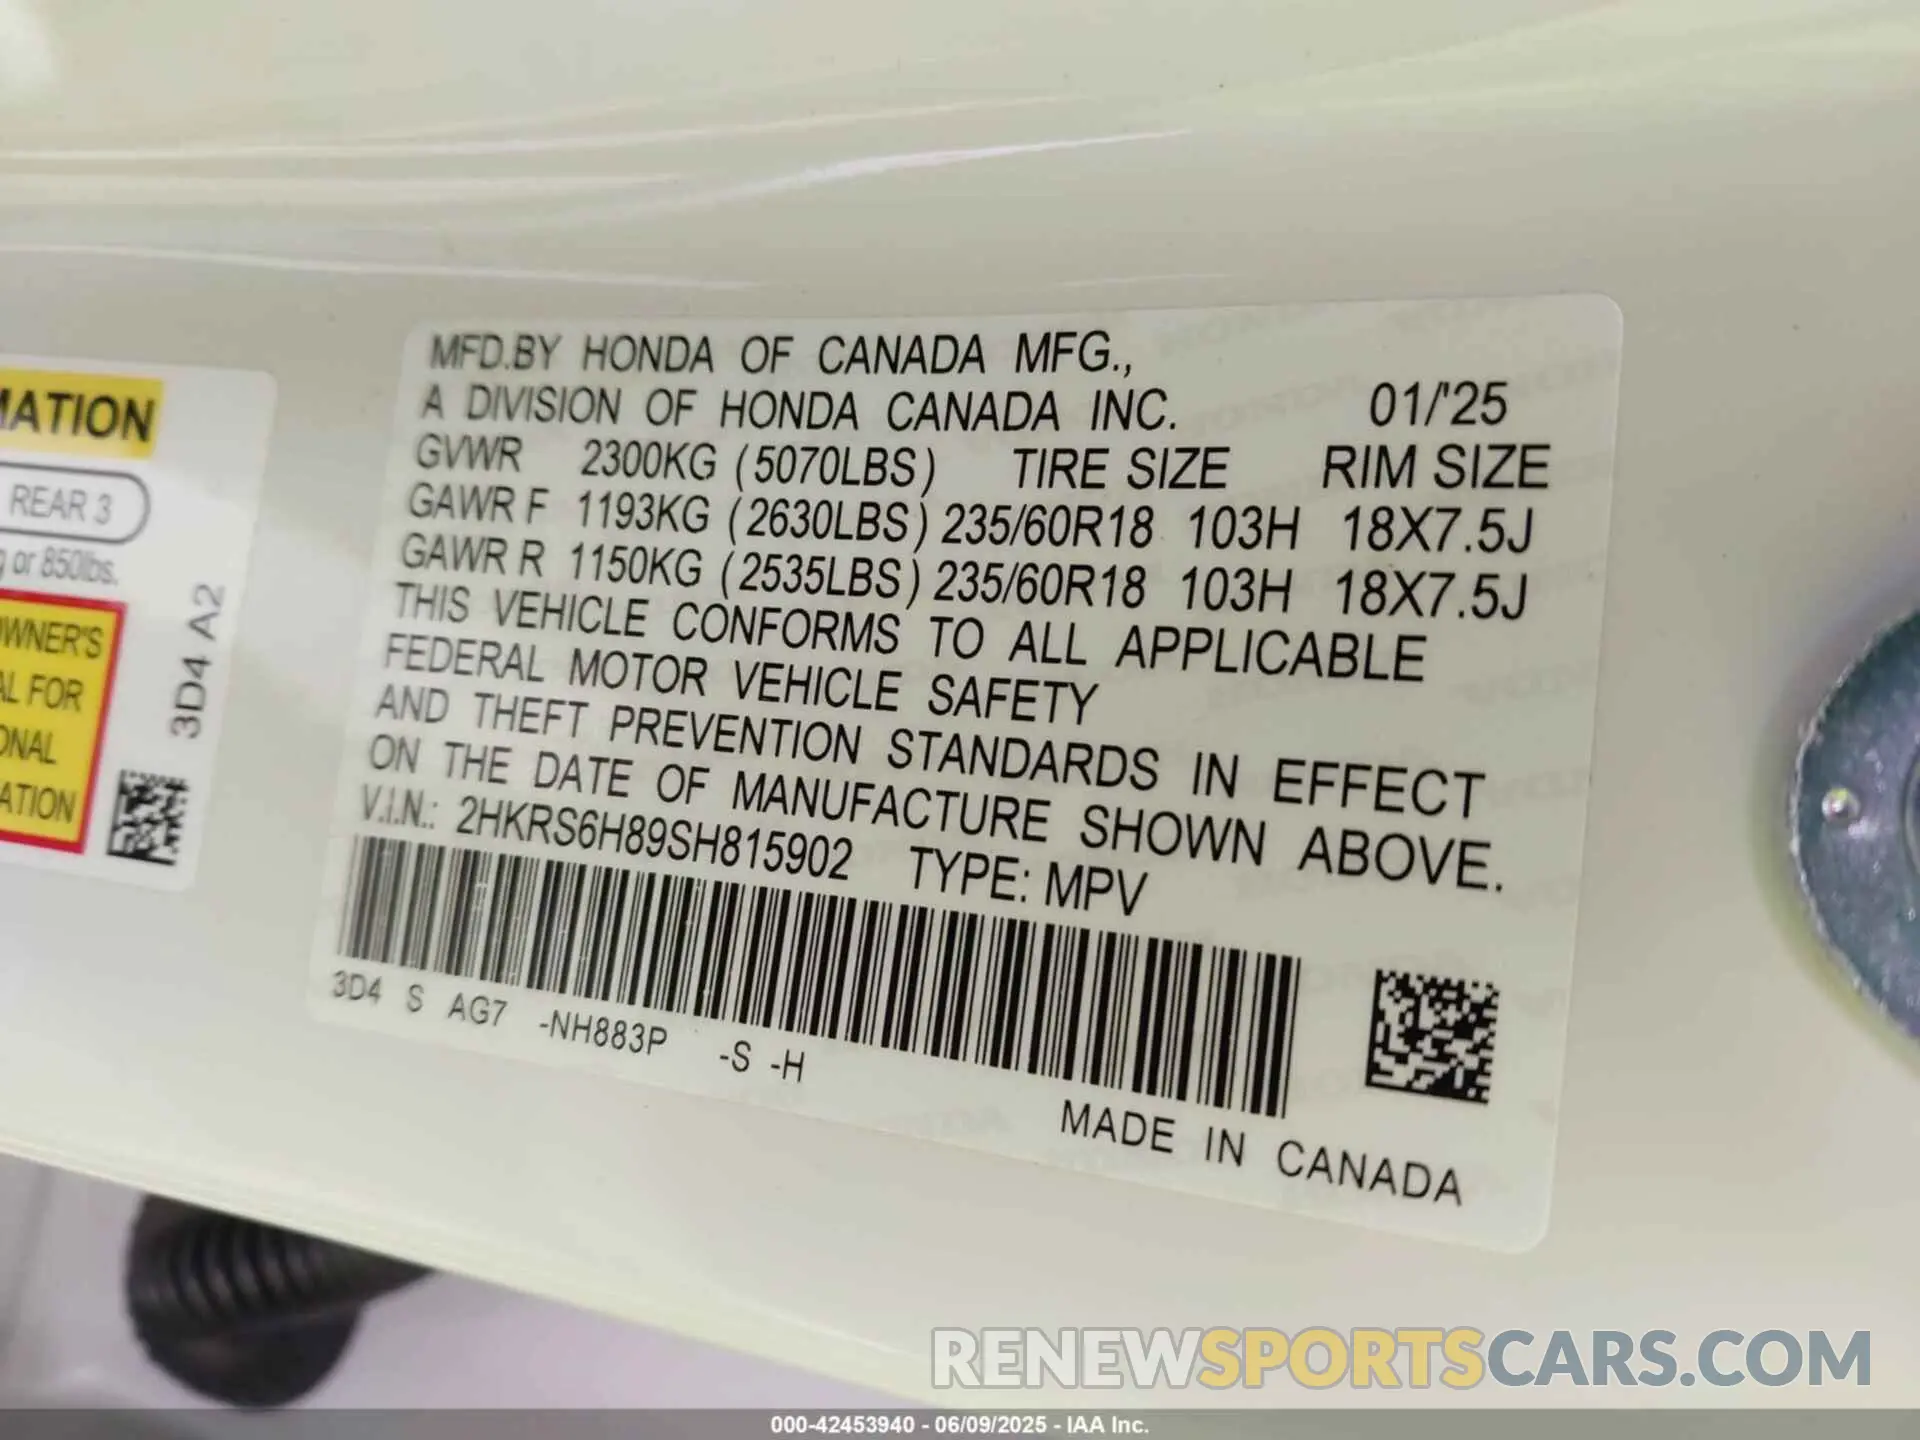 MATION
REAR 3
g or 850lbs.
OWNER'S
AL FOR
ONAL
ATION
3D4 A2
MFD.BY HONDA OF CANADA MFG.,
A DIVISION OF HONDA CANADA INC. 01/'25
GVWR 2300KG (5070LBS) TIRE SIZE RIM SIZE
GAWR F 1193KG (2630LBS) 235/60R18 103H 18X7.5J
GAWR R 1150KG (2535LBS) 235/60R18 103H 18X7.5J
THIS VEHICLE CONFORMS TO ALL APPLICABLE
FEDERAL MOTOR VEHICLE SAFETY
AND THEFT PREVENTION STANDARDS IN EFFECT
ON THE DATE OF MANUFACTURE SHOWN ABOVE.
V.I.N.: 2HKRS6H89SH815902 TYPE: MPV
3D4 S AG7 -NH883P -S -H
MADE IN CANADA
RENEWSPORTSCARS.COM
000-42453940 - 06/09/2025 - IAA Inc.